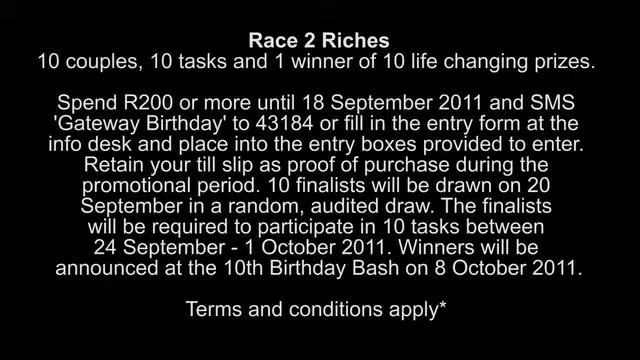 Race 2 Riches
10 couples, 10 tasks and 1 winner of 10 life changing prizes.
Spend R200 or more until 18 September 2011 and SMS
'Gateway Birthday' to 43184 or fill in the entry form at the
info desk and place into the entry boxes provided to enter.
Retain your till slip as proof of purchase during the
promotional period. 10 finalists will be drawn on 20
September in a random, audited draw. The finalists
will be required to participate in 10 tasks between
24 September - 1 October 2011. Winners will be
announced at the 10th Birthday Bash on 8 October 2011.
Terms and conditions apply*